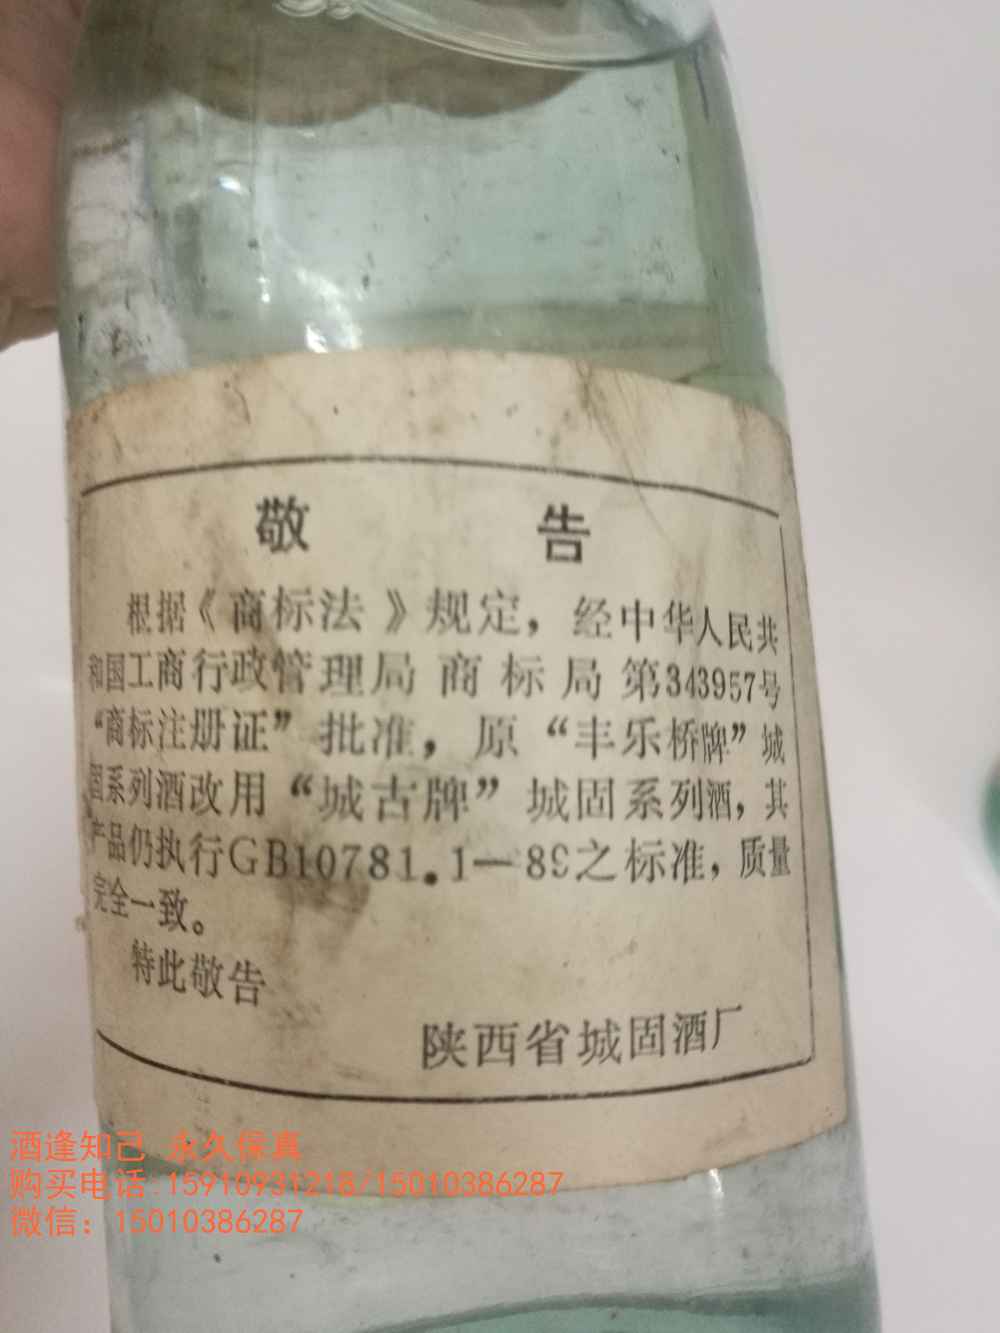 敬告
根据《商标法》规定，经中华人民共
和国工商行政管理局商标局第343957号
“商标注册证”批准，原“丰乐桥牌”城
固系列酒改用“城古牌”城固系列酒，其
产品仍执行GB10781.1—89之标准，质量
完全一致。
特此敬告
陕西省城固酒厂
酒逢知己 永久保真
购买电话:15910931218/15010386287
微信：15010386287